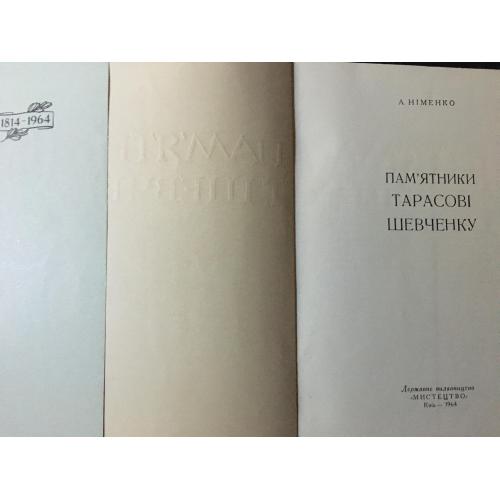 1814-1964
А. НІМЕНКО
ПАМ'ЯТНИКИ
ТАРАСОВІ
ШЕВЧЕНКУ
Державне видавництво
«МИСТЕЦТВО»
Київ — 1964